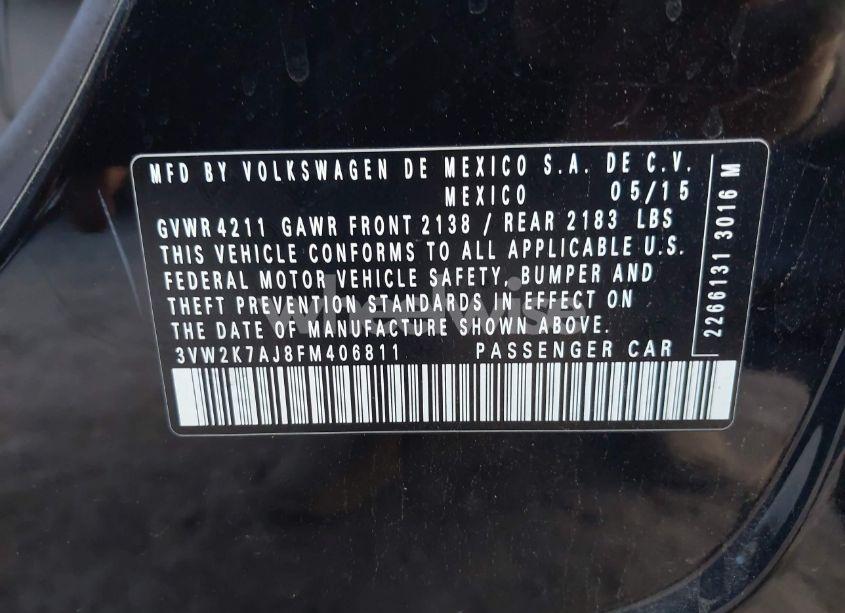 MFD BY VOLKSWAGEN DE MEXICO S.A. DE C.V.
MEXICO 05/15
GVWR 4211 GAWR FRONT 2138 / REAR 2183 LBS
THIS VEHICLE CONFORMS TO ALL APPLICABLE U.S.
FEDERAL MOTOR VEHICLE SAFETY, BUMPER AND
THEFT PREVENTION STANDARDS IN EFFECT ON
THE DATE OF MANUFACTURE SHOWN ABOVE.
3VW2K7AJ8FM406811 PASSENGER CAR
2266131 3016 M
WheelWise